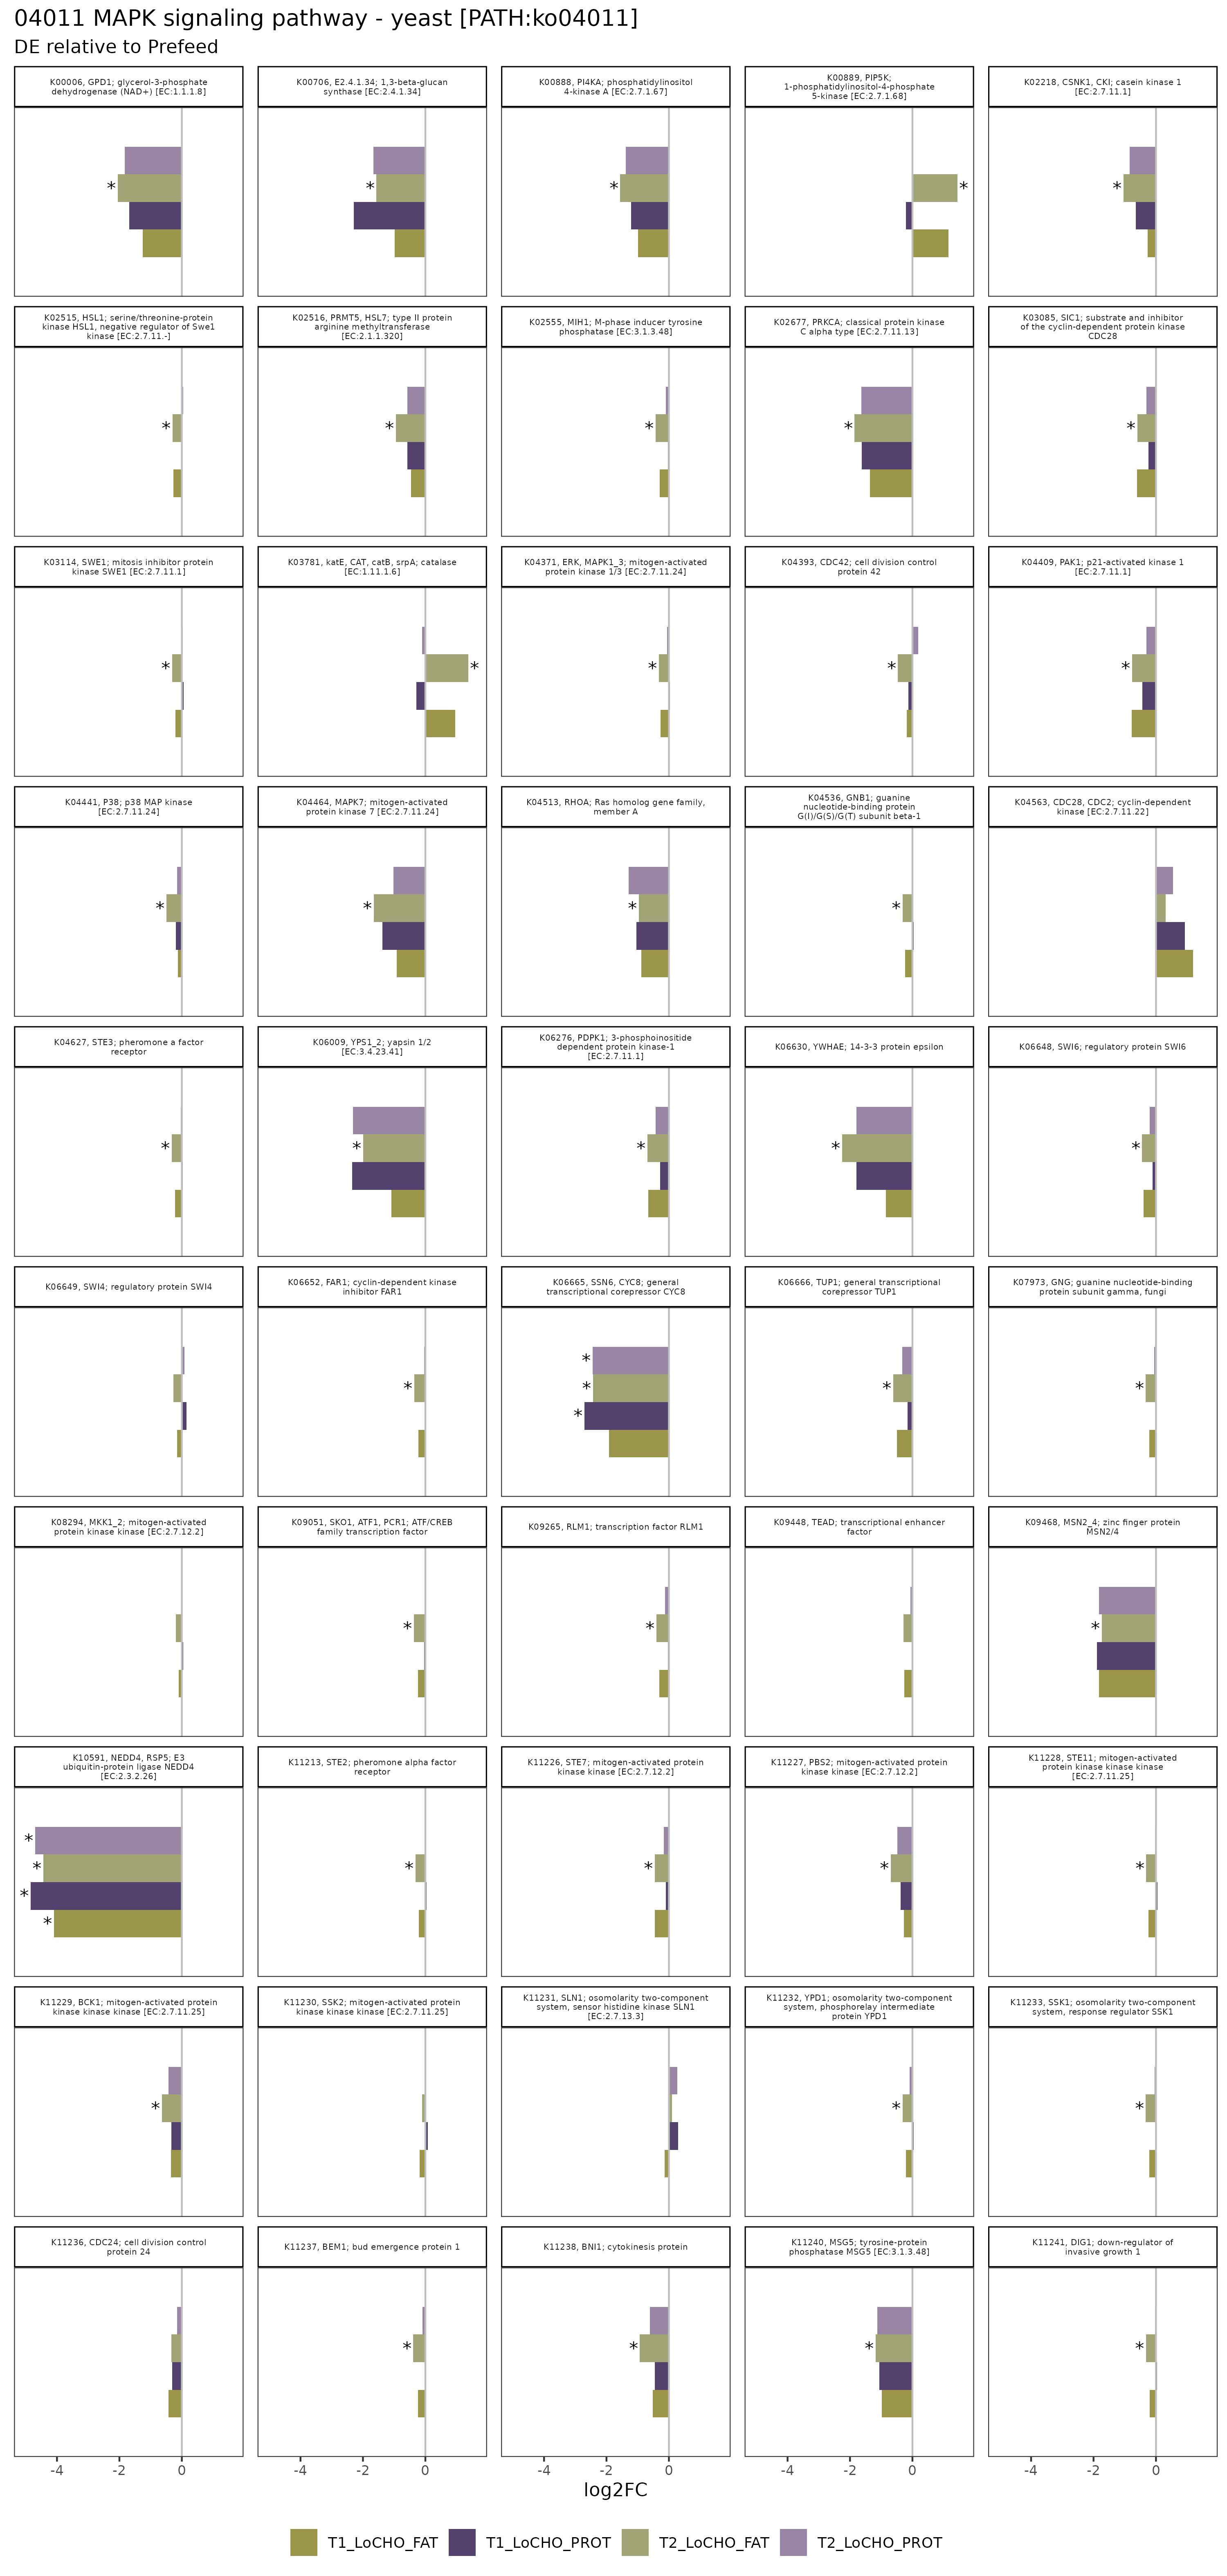 04011 MAPK signaling pathway - yeast [PATH:ko04011]
DE relative to Prefeed
K00006, GPD1; glycerol-3-phosphate
dehydrogenase (NAD+) [EC:1.1.1.8]
K00706, E2.4.1.34; 1,3-beta-glucan
synthase [EC:2.4.1.34]
K00888, PI4KA; phosphatidylinositol
4-kinase A [EC:2.7.1.67]
K00889, PIP5K;
1-phosphatidylinositol-4-phosphate
5-kinase [EC:2.7.1.68]
K02218, CSNK1, CKI; casein kinase 1
[EC:2.7.11.1]
*
*
*
*
*
K02515, HSL1; serine/threonine-protein
kinase HSL1, negative regulator of Swe1
kinase [EC:2.7.11.-]
K02516, PRMT5, HSL7; type II protein
arginine methyltransferase
[EC:2.1.1.320]
K02555, MIH1; M-phase inducer tyrosine
phosphatase [EC:3.1.3.48]
K02677, PRKCA; classical protein kinase
C alpha type [EC:2.7.11.13]
K03085, SIC1; substrate and inhibitor
of the cyclin-dependent protein kinase
CDC28
*
*
*
*
*
K03114, SWE1; mitosis inhibitor protein
kinase SWE1 [EC:2.7.11.1]
K03781, katE, CAT, catB, srpA; catalase
[EC:1.11.1.6]
K04371, ERK, MAPK1_3; mitogen-activated
protein kinase 1/3 [EC:2.7.11.24]
K04393, CDC42; cell division control
protein 42
K04409, PAK1; p21-activated kinase 1
[EC:2.7.11.1]
*
*
*
*
*
K04441, P38; p38 MAP kinase
[EC:2.7.11.24]
K04464, MAPK7; mitogen-activated
protein kinase 7 [EC:2.7.11.24]
K04513, RHOA; Ras homolog gene family,
member A
K04536, GNB1; guanine
nucleotide-binding protein
G(I)/G(S)/G(T) subunit beta-1
K04563, CDC28, CDC2; cyclin-dependent
kinase [EC:2.7.11.22]
*
*
*
*
K04627, STE3; pheromone a factor
receptor
K06009, YPS1_2; yapsin 1/2
[EC:3.4.23.41]
K06276, PDPK1; 3-phosphoinositide
dependent protein kinase-1
[EC:2.7.11.1]
K06630, YWHAE; 14-3-3 protein epsilon
K06648, SWI6; regulatory protein SWI6
*
*
*
*
*
K06649, SWI4; regulatory protein SWI4
K06652, FAR1; cyclin-dependent kinase
inhibitor FAR1
K06665, SSN6, CYC8; general
transcriptional corepressor CYC8
K06666, TUP1; general transcriptional
corepressor TUP1
K07973, GNG; guanine nucleotide-binding
protein subunit gamma, fungi
*
*
*
*
*
*
K08294, MKK1_2; mitogen-activated
protein kinase kinase [EC:2.7.12.2]
K09051, SKO1, ATF1, PCR1; ATF/CREB
family transcription factor
K09265, RLM1; transcription factor RLM1
K09448, TEAD; transcriptional enhancer
factor
K09468, MSN2_4; zinc finger protein
MSN2/4
*
*
*
K10591, NEDD4, RSP5; E3
ubiquitin-protein ligase NEDD4
[EC:2.3.2.26]
K11213, STE2; pheromone alpha factor
receptor
K11226, STE7; mitogen-activated protein
kinase kinase [EC:2.7.12.2]
K11227, PBS2; mitogen-activated protein
kinase kinase [EC:2.7.12.2]
K11228, STE11; mitogen-activated
protein kinase kinase kinase
[EC:2.7.11.25]
*
*
*
*
*
*
*
*
K11229, BCK1; mitogen-activated protein
kinase kinase kinase [EC:2.7.11.25]
K11230, SSK2; mitogen-activated protein
kinase kinase kinase [EC:2.7.11.25]
K11231, SLN1; osomolarity two-component
system, sensor histidine kinase SLN1
[EC:2.7.13.3]
K11232, YPD1; osomolarity two-component
system, phosphorelay intermediate
protein YPD1
K11233, SSK1; osomolarity two-component
system, response regulator SSK1
*
*
*
K11236, CDC24; cell division control
protein 24
K11237, BEM1; bud emergence protein 1
K11238, BNI1; cytokinesis protein
K11240, MSG5; tyrosine-protein
phosphatase MSG5 [EC:3.1.3.48]
K11241, DIG1; down-regulator of
invasive growth 1
*
*
*
*
-4 -2 0 -4 -2 0 -4 -2 0 -4 -2 0 -4 -2 0
log2FC
T1_LoCHO_FAT T1_LoCHO_PROT T2_LoCHO_FAT T2_LoCHO_PROT